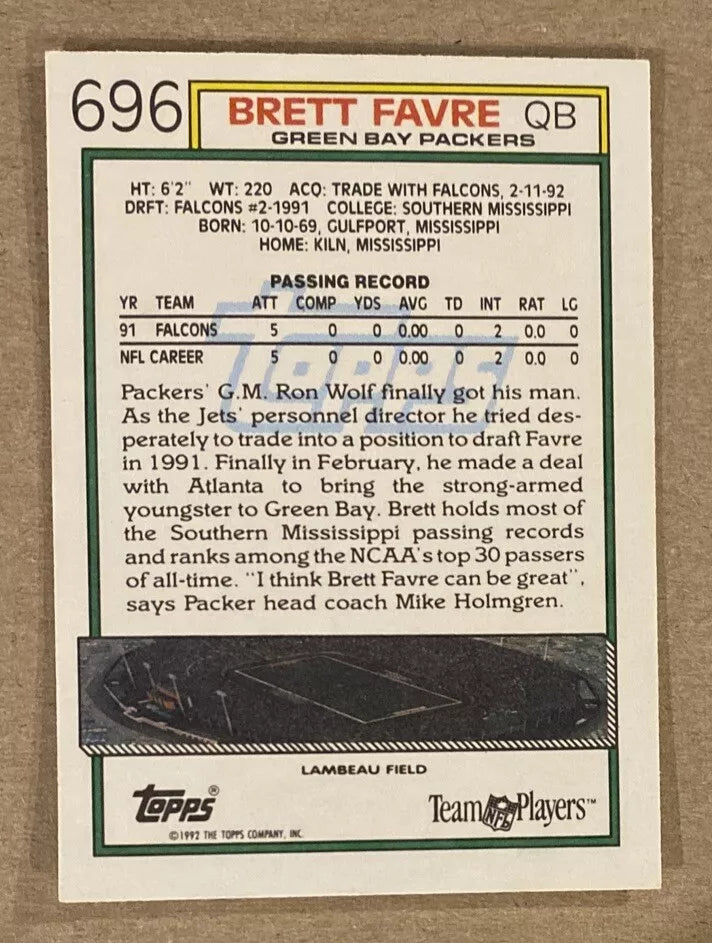 696
BRETT FAVRE QB
GREEN BAY PACKERS
HT: 6'2" WT: 220 ACQ: TRADE WITH FALCONS, 2-11-92
DRFT: FALCONS #2-1991 COLLEGE: SOUTHERN MISSISSIPPI
BORN: 10-10-69, GULFPORT, MISSISSIPPI
HOME: KILN, MISSISSIPPI
PASSING RECORD
YR TEAM ATT COMP YDS AVG TD INT RAT LG
91 FALCONS 5 0 0 0.00 0 2 0.0 0
NFL CAREER 5 0 0 0.00 0 2 0.0 0
Topps
Packers' G.M. Ron Wolf finally got his man.
As the Jets' personnel director he tried des-
perately to trade into a position to draft Favre
in 1991. Finally in February, he made a deal
with Atlanta to bring the strong-armed
youngster to Green Bay. Brett holds most of
the Southern Mississippi passing records
and ranks among the NCAA's top 30 passers
of all-time. "I think Brett Favre can be great",
says Packer head coach Mike Holmgren.
LAMBEAU FIELD
Topps®
Team NFL Players™
©1992 THE TOPPS COMPANY, INC.